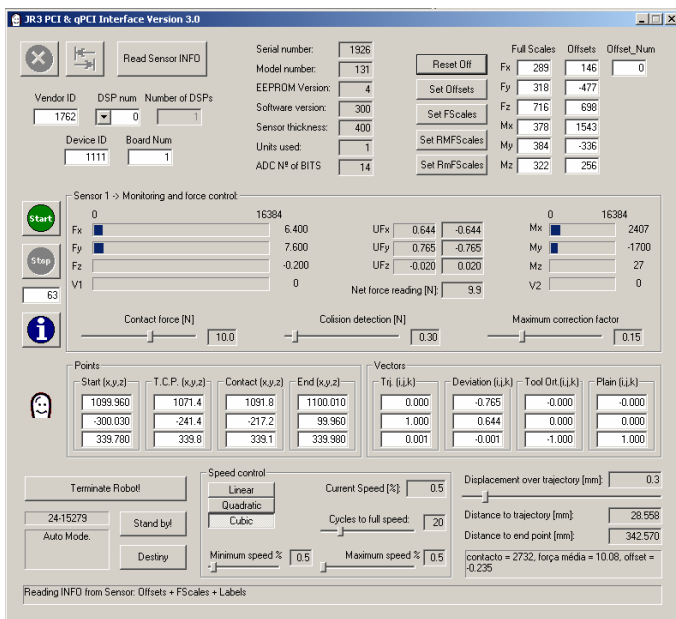 JR3 PCI & qPCI Interface Version 3.0
Read Sensor INFO
Vendor ID DSP num Number of DSPs
1762 0 1
Device ID Board Num
1111 1
Serial number: 1926
Model number: 131
EEPROM Version: 4
Software version: 300
Sensor thickness: 400
Units used: 1
ADC Nº of BITS 14
Reset Off
Set Offsets
Set FScales
Set RMFScales
Set RmFScales
Full Scales Offsets Offset_Num
Fx 289 146 0
Fy 318 -477
Fz 716 698
Mx 378 1543
My 384 -336
Mz 322 256
Start
Stop
63
Sensor 1 -> Monitoring and force control:
0 16384
Fx 6.400
Fy 7.600
Fz -0.200
V1 0
UFx 0.644 -0.644
UFy 0.765 -0.765
UFz -0.020 0.020
Net force reading [N]: 9.9
0 16384
Mx 2407
My -1700
Mz 27
V2 0
Contact force [N] 10.0
Colision detection [N] 0.30
Maximum correction factor 0.15
Points
Start (x,y,z) T.C.P. (x,y,z) Contact (x,y,z) End (x,y,z)
1099.960 1071.4 1091.8 1100.010
-300.030 -241.4 -217.2 99.960
339.780 339.8 339.1 339.980
Vectors
Trj. (i,j,k) Deviation (i,j,k) Tool Ort.(i,j,k) Plain (i,j,k)
0.000 -0.765 -0.000 -0.000
1.000 0.644 0.000 0.000
0.001 -0.001 -1.000 1.000
Terminate Robot!
24-15279
Auto Mode.
Stand by!
Destiny
Speed control
Linear
Quadratic
Cubic
Current Speed [%]: 0.5
Cycles to full speed: 20
Minimum speed % 0.5
Maximum speed % 0.5
Displacement over trajectory [mm]: 0.3
Distance to trajectory [mm]: 28.558
Distance to end point [mm]: 342.570
contacto = 2732, força média = 10.08, offset =
-0.235
Reading INFO from Sensor: Offsets + FScales + Labels